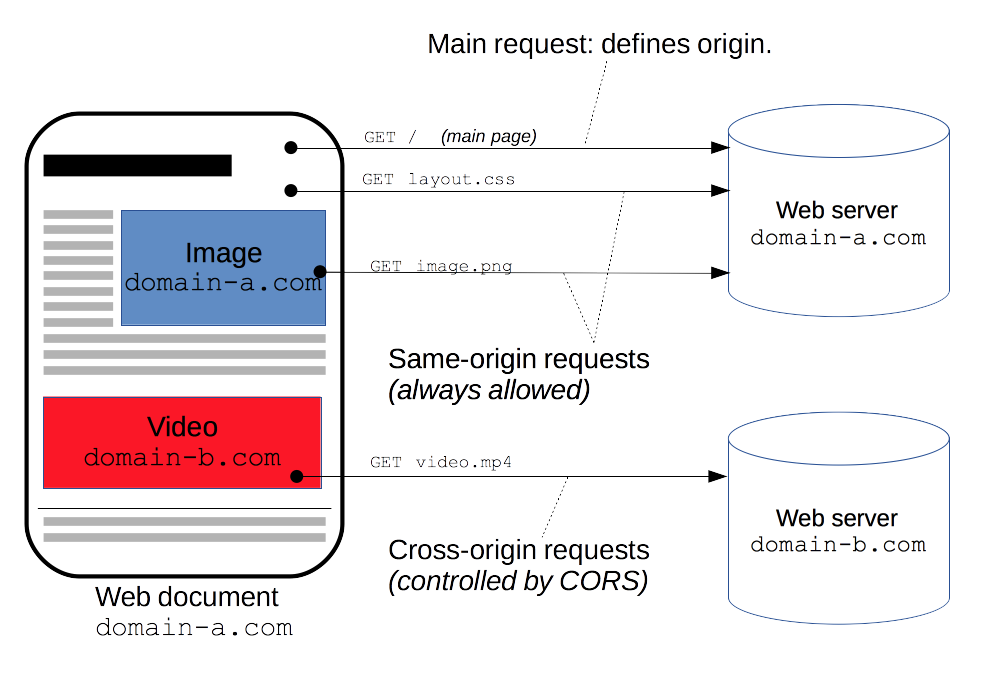 Main request: defines origin.
GET / (main page)
GET layout.css
Image
domain-a.com
GET image.png
Web server
domain-a.com
Same-origin requests
(always allowed)
Video
domain-b.com
GET video.mp4
Web server
domain-b.com
Cross-origin requests
(controlled by CORS)
Web document
domain-a.com